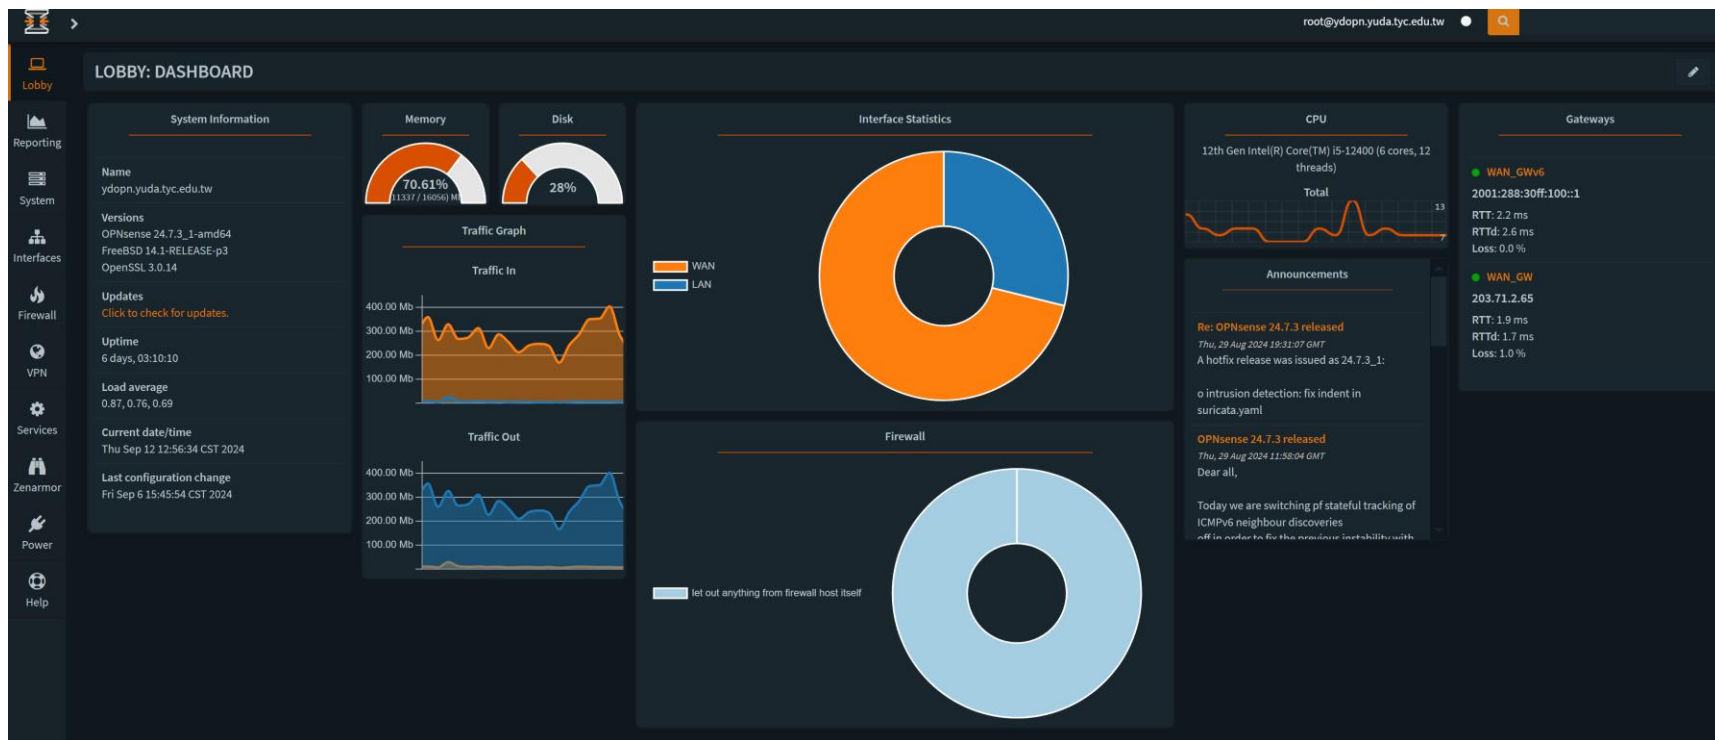 root@ydopn.yuda.tyc.edu.tw
Lobby
Reporting
System
Interfaces
Firewall
VPN
Services
Zenarmor
Power
Help
LOBBY: DASHBOARD
System Information
Name
ydopn.yuda.tyc.edu.tw
Versions
OPNsense 24.7.3_1-amd64
FreeBSD 14.1-RELEASE-p3
OpenSSL 3.0.14
Updates
Click to check for updates.
Uptime
6 days, 03:10:10
Load average
0.87, 0.76, 0.69
Current date/time
Thu Sep 12 12:56:34 CST 2024
Last configuration change
Fri Sep 6 15:45:54 CST 2024
Memory
70.61%
(11337 / 16056) M
Disk
28%
Traffic Graph
Traffic In
400.00 Mb
300.00 Mb
200.00 Mb
100.00 Mb
Traffic Out
400.00 Mb
300.00 Mb
200.00 Mb
100.00 Mb
Interface Statistics
WAN
LAN
Firewall
let out anything from firewall host itself
CPU
12th Gen Intel(R) Core(TM) i5-12400 (6 cores, 12
threads)
Total
13
7
Announcements
Re: OPNsense 24.7.3 released
Thu, 29 Aug 2024 19:31:07 GMT
A hotfix release was issued as 24.7.3_1:
o intrusion detection: fix indent in
suricata.yaml
OPNsense 24.7.3 released
Thu, 29 Aug 2024 11:58:04 GMT
Dear all,
Today we are switching pf stateful tracking of
ICMPv6 neighbour discoveries
off in order to fix the previous instability with
Gateways
WAN_GWv6
2001:288:30ff:100::1
RTT: 2.2 ms
RTTd: 2.6 ms
Loss: 0.0 %
WAN_GW
203.71.2.65
RTT: 1.9 ms
RTTd: 1.7 ms
Loss: 1.0 %